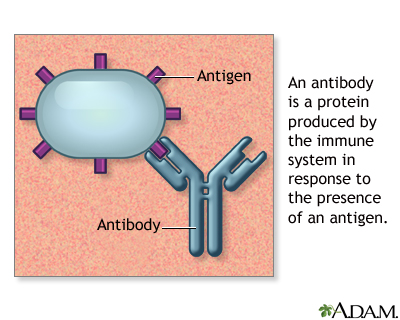 Antigen
Antibody
An antibody
is a protein
produced by
the immune
system in
response to
the presence
of an antigen.
ADAM.